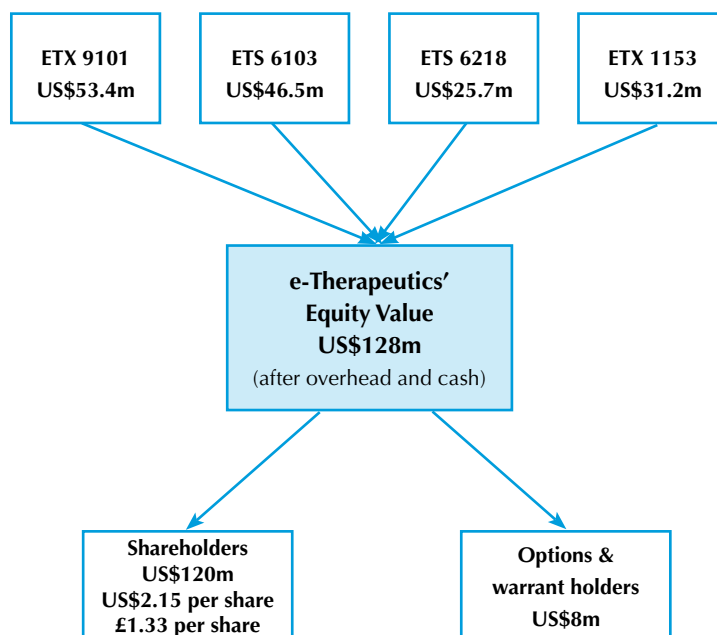 ETX 9101
US$53.4m
ETS 6103
US$46.5m
ETS 6218
US$25.7m
ETX 1153
US$31.2m
e-Therapeutics’
Equity Value
US$128m
(after overhead and cash)
Shareholders
US$120m
US$2.15 per share
£1.33 per share
Options &
warrant holders
US$8m